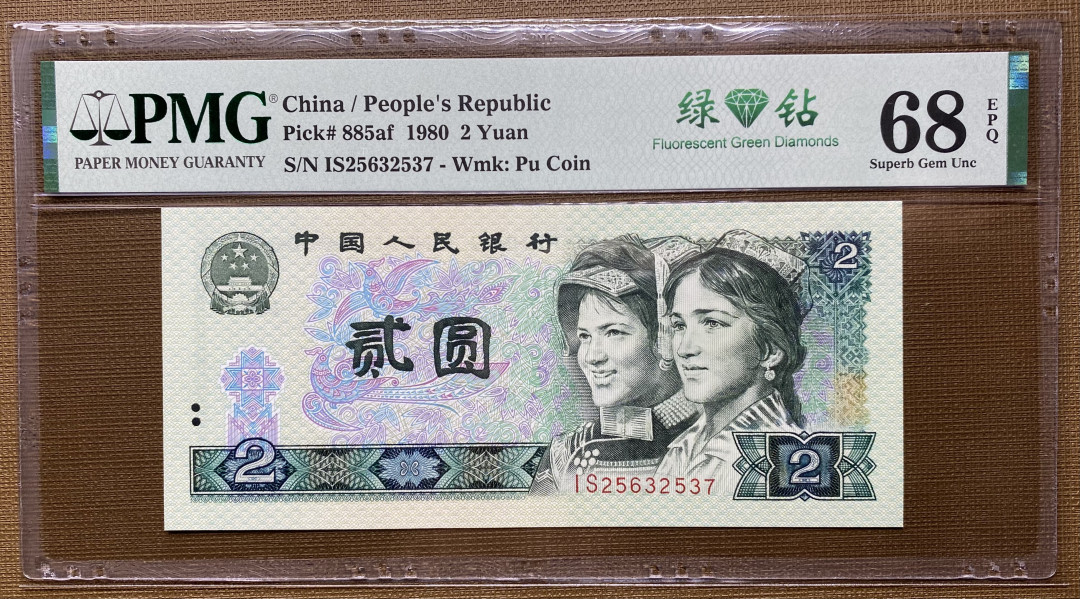 PMG®
PAPER MONEY GUARANTY
China / People's Republic
Pick# 885af 1980 2 Yuan
S/N IS25632537 - Wmk: Pu Coin
绿钻
Fluorescent Green Diamonds
68
Superb Gem Unc
EPQ
中国人民银行
2
贰圆
2
IS25632537
2